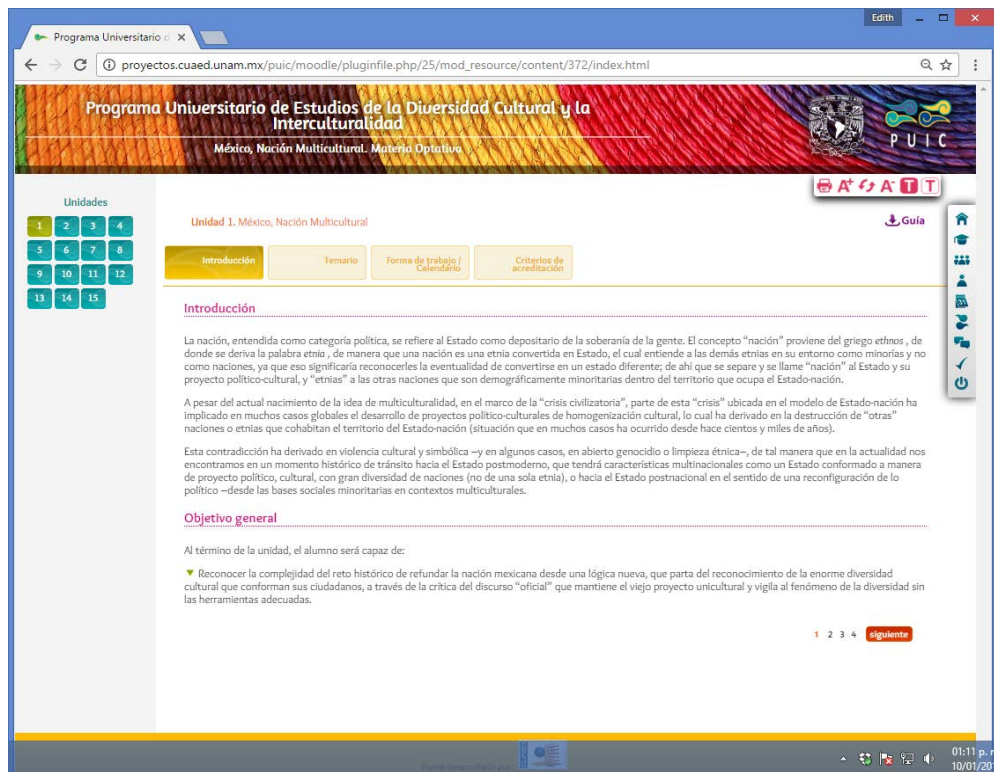 Edith
Programa Universitario d
proyectos.cuaed.unam.mx/puic/moodle/pluginfile.php/25/mod_resource/content/372/index.html
Programa Universitario de Estudios de la Diversidad Cultural y la
Interculturalidad
México, Nación Multicultural. Materia Optativa
PUIC
A+ A- T T
Unidades
1 2 3 4
5 6 7 8
9 10 11 12
13 14 15
Unidad 1. México, Nación Multicultural
Guía
Introducción
Temario
Forma de trabajo /
Calendario
Criterios de
acreditación
Introducción
La nación, entendida como categoría política, se refiere al Estado como depositario de la soberanía de la gente. El concepto “nación” proviene del griego ethnos , de
donde se deriva la palabra etnia , de manera que una nación es una etnia convertida en Estado, el cual entiende a las demás etnias en su entorno como minorías y no
como naciones, ya que eso significaría reconocerles la eventualidad de convertirse en un estado diferente; de ahí que se separe y se llame “nación” al Estado y su
proyecto político-cultural, y “etnias” a las otras naciones que son demográficamente minoritarias dentro del territorio que ocupa el Estado-nación.
A pesar del actual nacimiento de la idea de multiculturalidad, en el marco de la “crisis civilizatoria”, parte de esta “crisis” ubicada en el modelo de Estado-nación ha
implicado en muchos casos globales el desarrollo de proyectos político-culturales de homogenización cultural, lo cual ha derivado en la destrucción de “otras”
naciones o etnias que cohabitan el territorio del Estado-nación (situación que en muchos casos ha ocurrido desde hace cientos y miles de años).
Esta contradicción ha derivado en violencia cultural y simbólica –y en algunos casos, en abierto genocidio o limpieza étnica–, de tal manera que en la actualidad nos
encontramos en un momento histórico de tránsito hacia el Estado postmoderno, que tendrá características multinacionales como un Estado conformado a manera
de proyecto político, cultural, con gran diversidad de naciones (no de una sola etnia), o hacia el Estado postnacional en el sentido de una reconfiguración de lo
político –desde las bases sociales minoritarias en contextos multiculturales.
Objetivo general
Al término de la unidad, el alumno será capaz de:
Reconocer la complejidad del reto histórico de refundar la nación mexicana desde una lógica nueva, que parta del reconocimiento de la enorme diversidad
cultural que conforman sus ciudadanos, a través de la crítica del discurso “oficial” que mantiene el viejo proyecto unicultural y vigila al fenómeno de la diversidad sin
las herramientas adecuadas.
1 2 3 4 siguiente
01:11 p. 
10/01/20